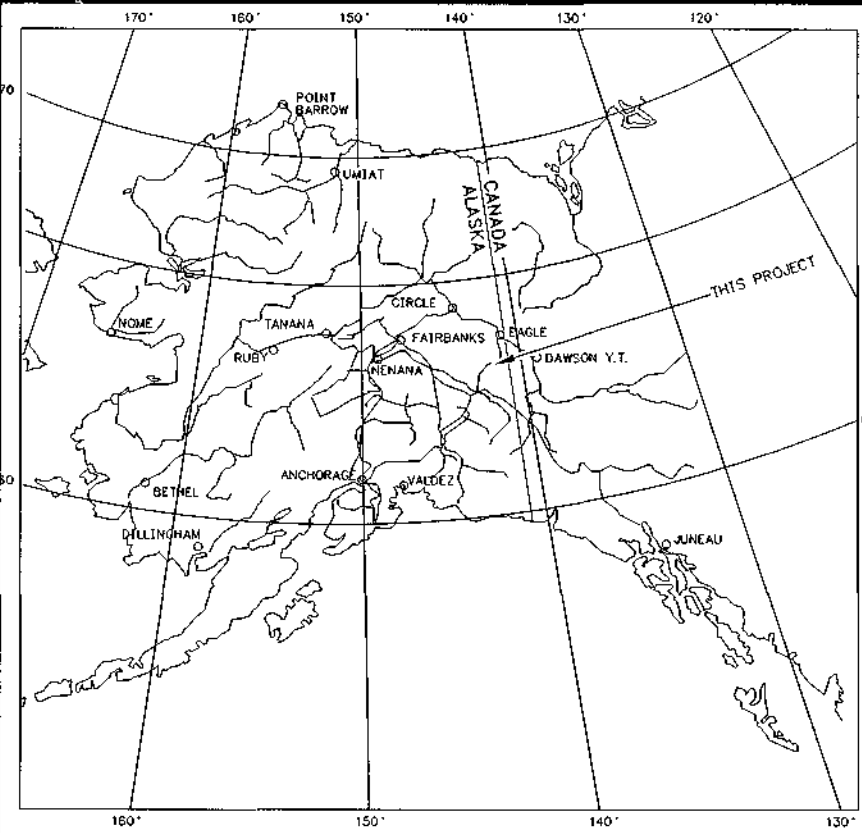 170° 160° 150° 140° 130° 120°
70
POINT
BARROW
UMIAT
CANADA
ALASKA
THIS PROJECT
CIRCLE
NOME
TANANA
EAGLE
FAIRBANKS
RUBY
DAWSON Y.T.
NENANA
ANCHORAGE
VALDEZ
60
BETHEL
DILLINGHAM
JUNEAU
160° 150° 140° 130°